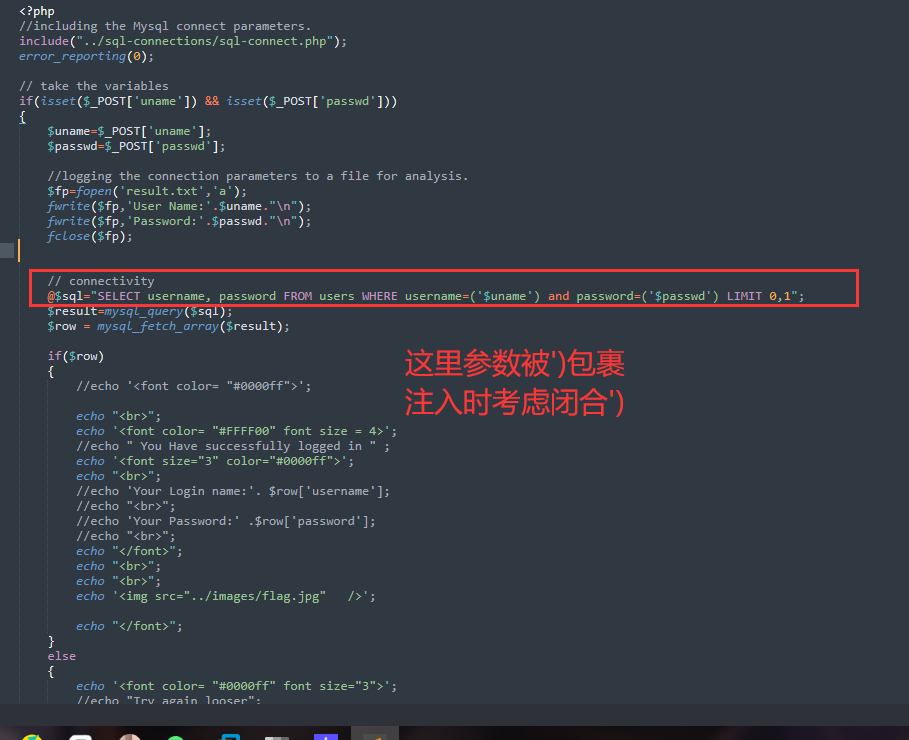 <?php
//including the Mysql connect parameters.
include("../sql-connections/sql-connect.php");
error_reporting(0);
// take the variables
if(isset($_POST['uname']) && isset($_POST['passwd']))
{
$uname=$_POST['uname'];
$passwd=$_POST['passwd'];
//logging the connection parameters to a file for analysis.
$fp=fopen('result.txt','a');
fwrite($fp,'User Name:'.$uname."\n");
fwrite($fp,'Password:'.$passwd."\n");
fclose($fp);
// connectivity
@$sql="SELECT username, password FROM users WHERE username=('$uname') and password=('$passwd') LIMIT 0,1";
$result=mysql_query($sql);
$row = mysql_fetch_array($result);
if($row)
{
这里参数被')包裹
注入时考虑闭合')
//echo '<font color= "#0000ff">';
echo "<br>";
echo '<font color= "#FFFF00" font size = 4>';
//echo " You Have successfully logged in " ;
echo '<font size="3" color="#0000ff">';
echo "<br>";
//echo 'Your Login name:'. $row['username'];
//echo "<br>";
//echo 'Your Password:' .$row['password'];
//echo "<br>";
echo "</font>";
echo "<br>";
echo "<br>";
echo '<img src="../images/flag.jpg"   />';
echo "</font>";
}
else
{
echo '<font color= "#0000ff" font size="3">';
//echo "Try again looser";